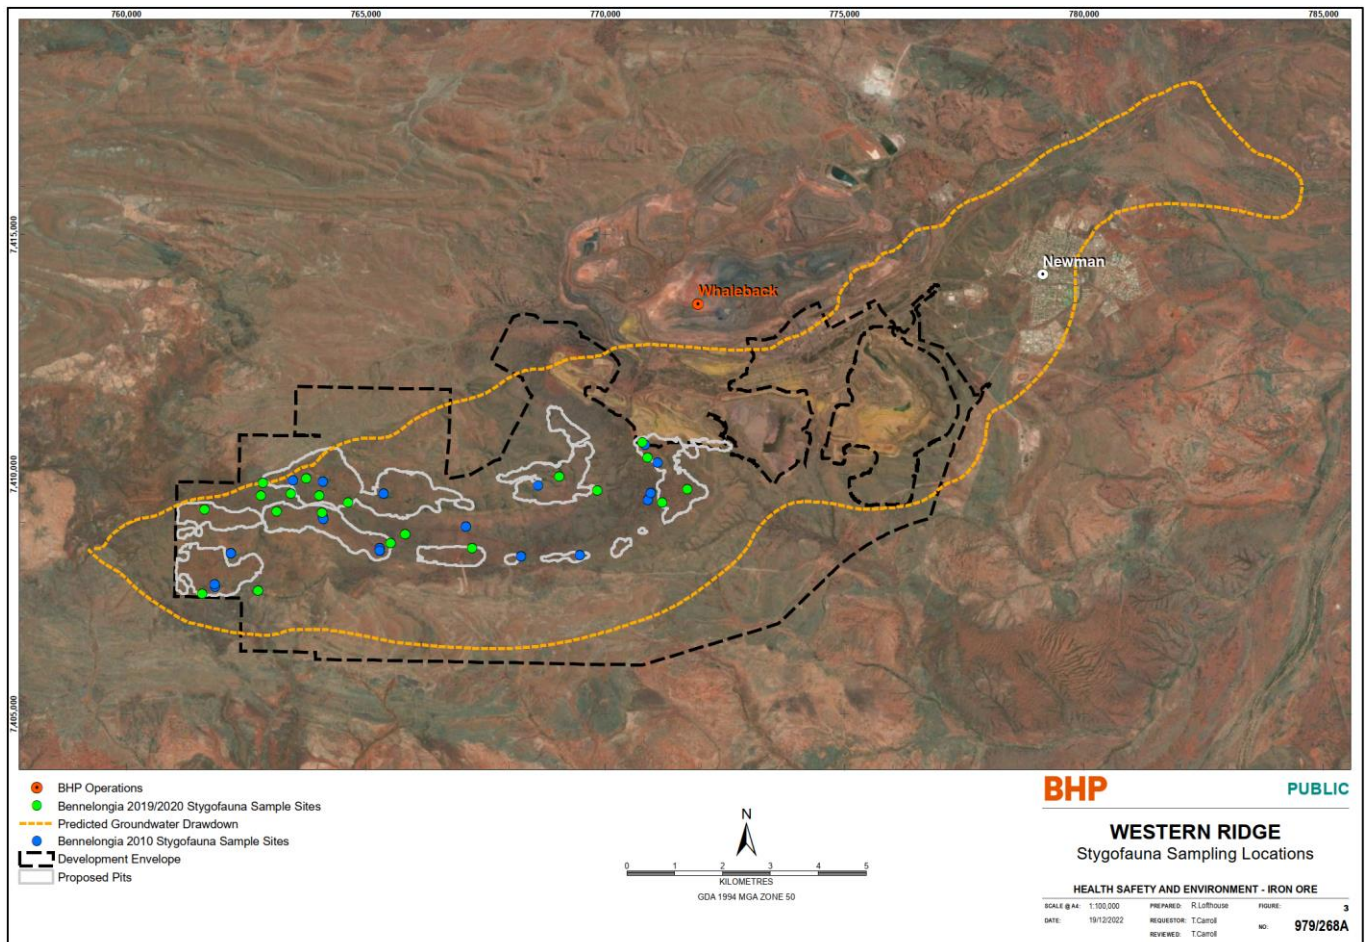 760,000 765,000 770,000 775,000 780,000 785,000
7,415,000
Newman
Whaleback
7,410,000
7,405,000
BHP Operations
Bennelongia 2019/2020 Stygofauna Sample Sites
Predicted Groundwater Drawdown
Bennelongia 2010 Stygofauna Sample Sites
Development Envelope
Proposed Pits
N
0 1 2 3 4 5
KILOMETRES
GDA 1994 MGA ZONE 50
BHP PUBLIC
WESTERN RIDGE
Stygofauna Sampling Locations
HEALTH SAFETY AND ENVIRONMENT - IRON ORE
SCALE @ A4: 1:100,000 PREPARED: R.Lofthouse FIGURE: 3
DATE: 19/12/2022 REQUESTOR: T.Carroll NO: 979/268A
REVIEWED: T.Carroll